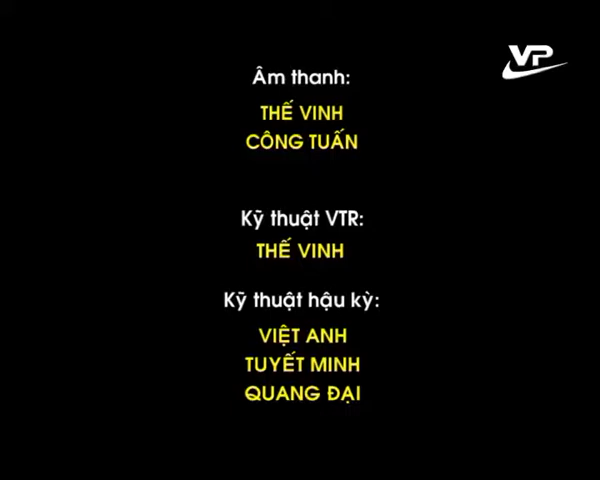 VP
Âm thanh:
THẾ VINH
CÔNG TUẤN
Kỹ thuật VTR:
THẾ VINH
Kỹ thuật hậu kỳ:
VIỆT ANH
TUYẾT MINH
QUANG ĐẠI